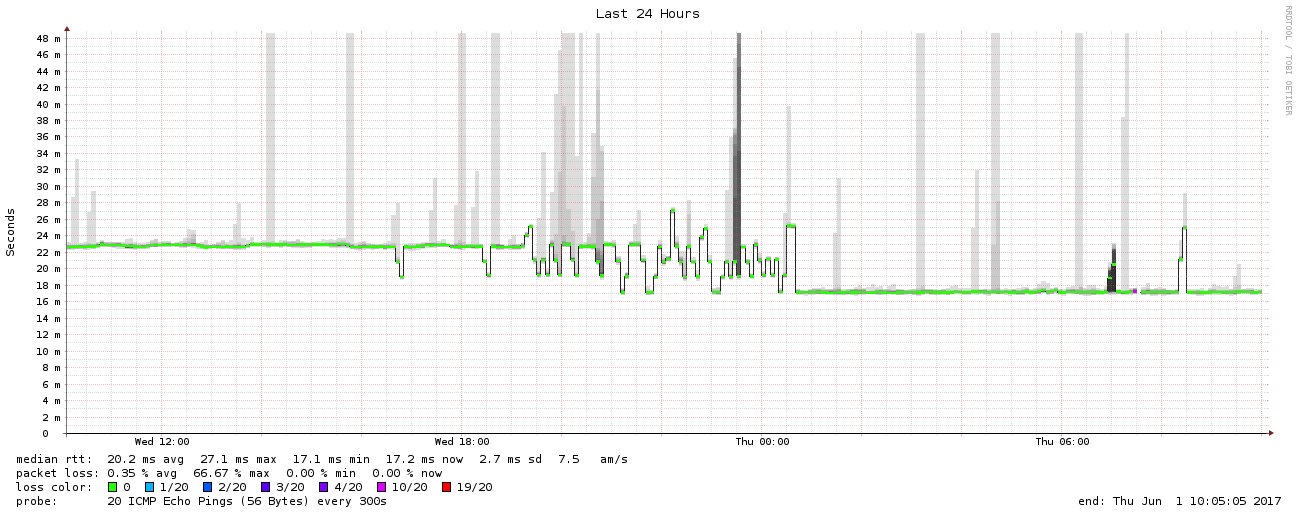 Last 24 Hours
RRDTOOL / TOBI OETIKER
Seconds
48 m
46 m
44 m
42 m
40 m
38 m
36 m
34 m
32 m
30 m
28 m
26 m
24 m
22 m
20 m
18 m
16 m
14 m
12 m
10 m
8 m
6 m
4 m
2 m
0
Wed 12:00 Wed 18:00 Thu 00:00 Thu 06:00
median rtt: 20.2 ms avg 27.1 ms max 17.1 ms min 17.2 ms now 2.7 ms sd 7.5 am/s
packet loss: 0.35 % avg 66.67 % max 0.00 % min 0.00 % now
loss color: 0 1/20 2/20 3/20 4/20 10/20 19/20
probe: 20 ICMP Echo Pings (56 Bytes) every 300s end: Thu Jun 1 10:05:05 2017